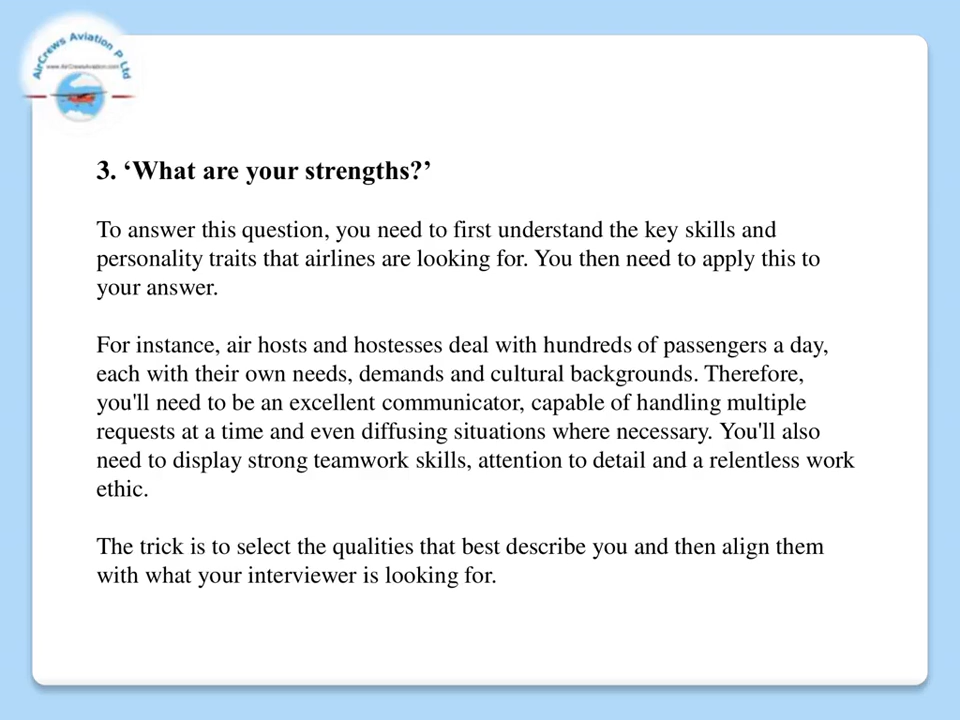 AirCrews Aviation P Ltd
www.AirCrewsAviation.com
3. ‘What are your strengths?’
To answer this question, you need to first understand the key skills and
personality traits that airlines are looking for. You then need to apply this to
your answer.
For instance, air hosts and hostesses deal with hundreds of passengers a day,
each with their own needs, demands and cultural backgrounds. Therefore,
you'll need to be an excellent communicator, capable of handling multiple
requests at a time and even diffusing situations where necessary. You'll also
need to display strong teamwork skills, attention to detail and a relentless work
ethic.
The trick is to select the qualities that best describe you and then align them
with what your interviewer is looking for.